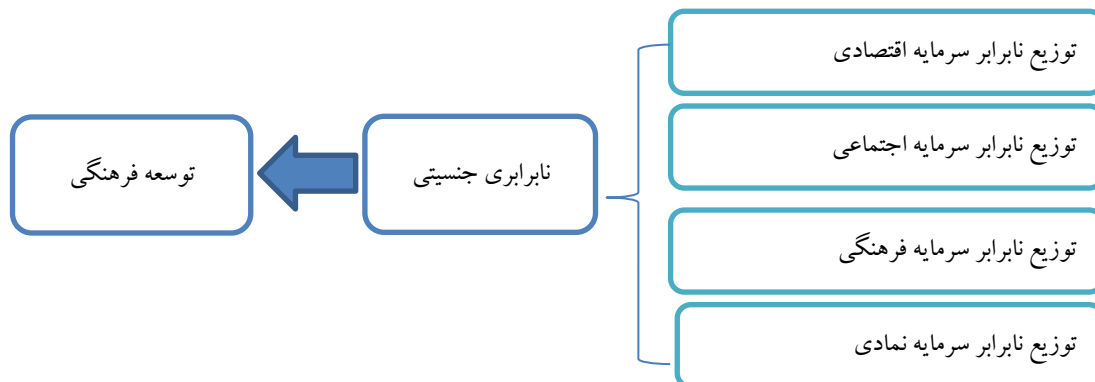 توزیع نابرابر سرمایه اقتصادی
توزیع نابرابر سرمایه اجتماعی
توزیع نابرابر سرمایه فرهنگی
توزیع نابرابر سرمایه نمادی
نابرابری جنسیتی
توسعه فرهنگی